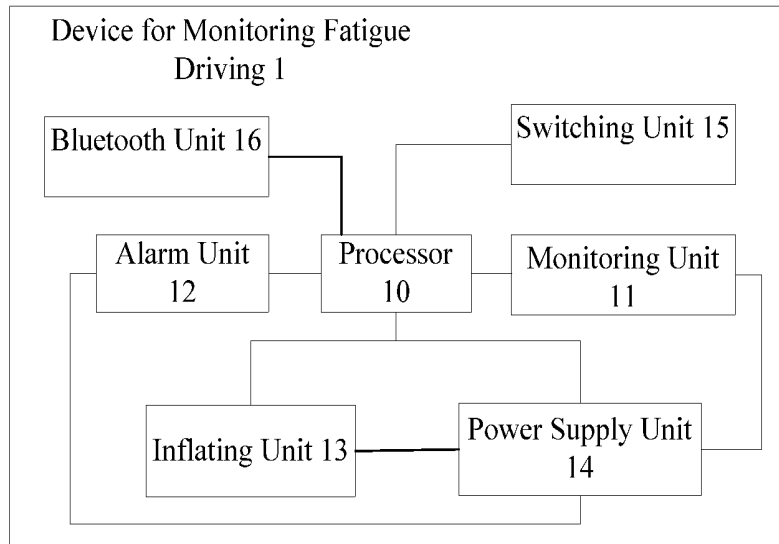 Device for Monitoring Fatigue
Driving 1
Bluetooth Unit 16
Switching Unit 15
Alarm Unit
12
Processor
10
Monitoring Unit
11
Inflating Unit 13
Power Supply Unit
14